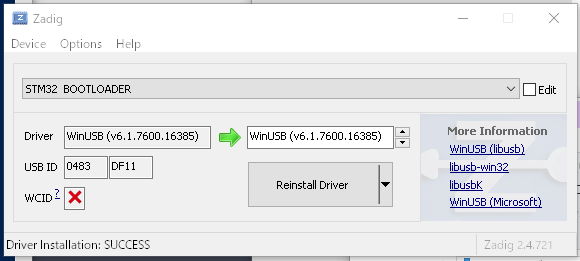 Zadig
Device Options Help
STM32 BOOTLOADER Edit
Driver WinUSB (v6.1.7600.16385) WinUSB (v6.1.7600.16385)
USB ID 0483 DF11
WCID ?
Reinstall Driver
More Information
WinUSB (libusb)
libusb-win32
libusbK
WinUSB (Microsoft)
Driver Installation: SUCCESS Zadig 2.4.721